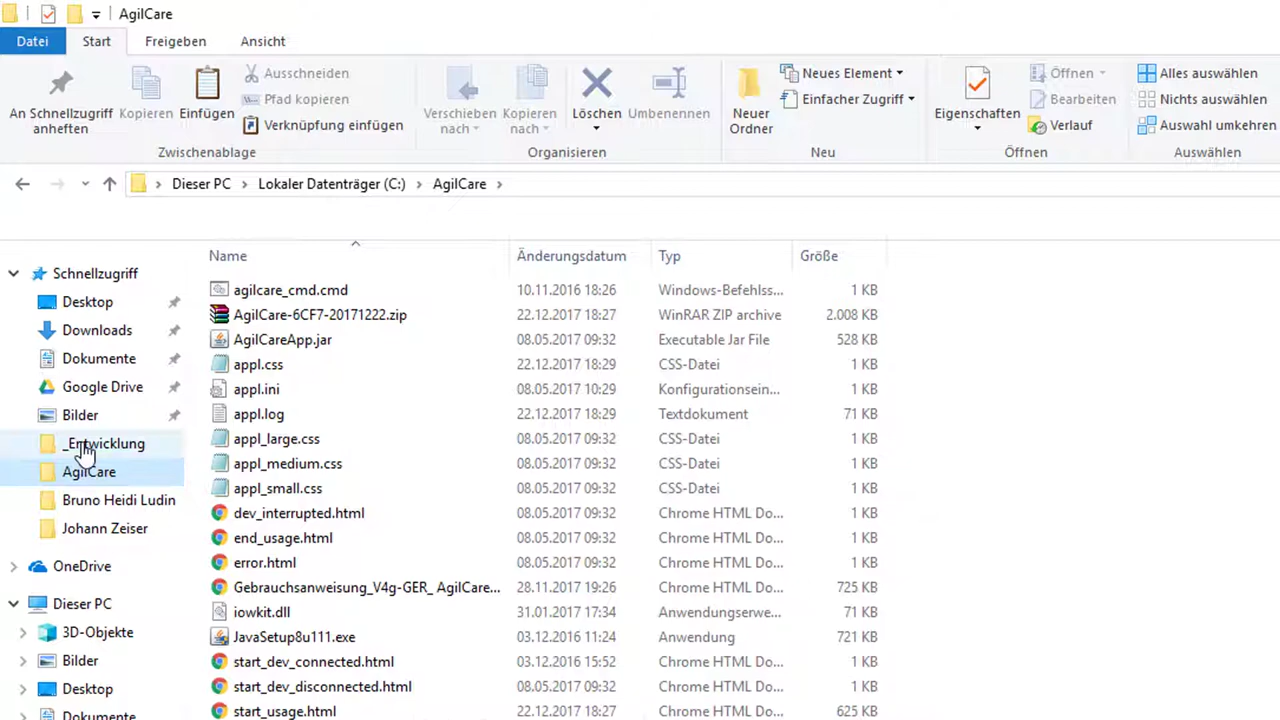 AgilCare
Datei Start Freigeben Ansicht
An Schnellzugriff anheften
Kopieren
Einfügen
Ausschneiden
Pfad kopieren
Verknüpfung einfügen
Zwischenablage
Verschieben nach
Kopieren nach
Löschen
Umbenennen
Organisieren
Neuer Ordner
Neues Element
Einfacher Zugriff
Neu
Eigenschaften
Öffnen
Bearbeiten
Verlauf
Öffnen
Alles auswählen
Nichts auswählen
Auswahl umkehren
Auswählen
Dieser PC > Lokaler Datenträger (C:) > AgilCare >
Schnellzugriff
Desktop
Downloads
Dokumente
Google Drive
Bilder
_Entwicklung
AgilCare
Bruno Heidi Ludin
Johann Zeiser
OneDrive
Dieser PC
3D-Objekte
Bilder
Desktop
Dokumente
Name Änderungsdatum Typ Größe
agilcare_cmd.cmd 10.11.2016 18:26 Windows-Befehlss... 1 KB
AgilCare-6CF7-20171222.zip 22.12.2017 18:27 WinRAR ZIP archive 2.008 KB
AgilCareApp.jar 08.05.2017 09:32 Executable Jar File 528 KB
appl.css 22.12.2017 18:27 CSS-Datei 1 KB
appl.ini 08.05.2017 10:29 Konfigurationsein... 1 KB
appl.log 22.12.2017 18:29 Textdokument 71 KB
appl_large.css 08.05.2017 09:32 CSS-Datei 1 KB
appl_medium.css 08.05.2017 09:32 CSS-Datei 1 KB
appl_small.css 08.05.2017 09:32 CSS-Datei 1 KB
dev_interrupted.html 08.05.2017 09:32 Chrome HTML Do... 1 KB
end_usage.html 08.05.2017 09:32 Chrome HTML Do... 1 KB
error.html 08.05.2017 09:32 Chrome HTML Do... 1 KB
Gebrauchsanweisung_V4g-GER_ AgilCare... 28.11.2017 19:26 Chrome HTML Do... 725 KB
iowkit.dll 31.01.2017 17:34 Anwendungserwe... 71 KB
JavaSetup8u111.exe 03.12.2016 11:24 Anwendung 721 KB
start_dev_connected.html 03.12.2016 15:52 Chrome HTML Do... 1 KB
start_dev_disconnected.html 08.05.2017 09:32 Chrome HTML Do... 1 KB
start_usage.html 22.12.2017 18:27 Chrome HTML Do... 625 KB